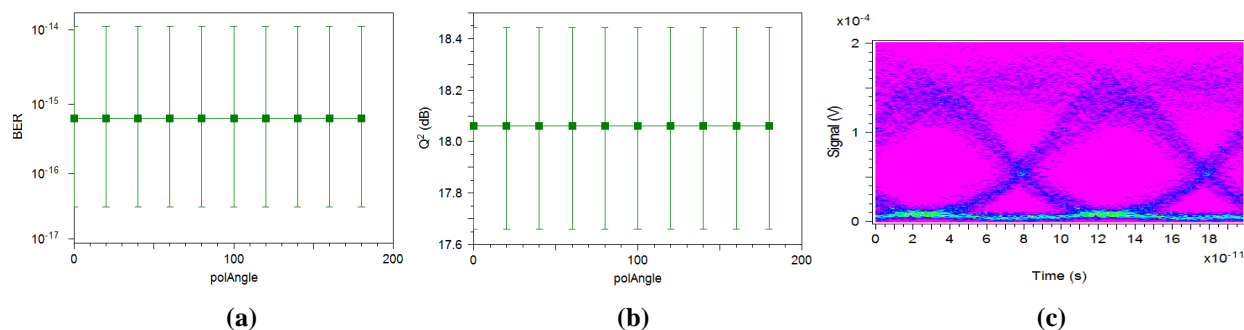 10-14
10-15
10-16
10-17
BER
0
100
200
polAngle
(a)
18.4
18.2
18.0
17.8
17.6
Q2 (dB)
0
100
200
polAngle
(b)
x10-4
2
1
0
Signal (V)
0 2 4 6 8 10 12 14 16 18
x10-11
Time (s)
(c)